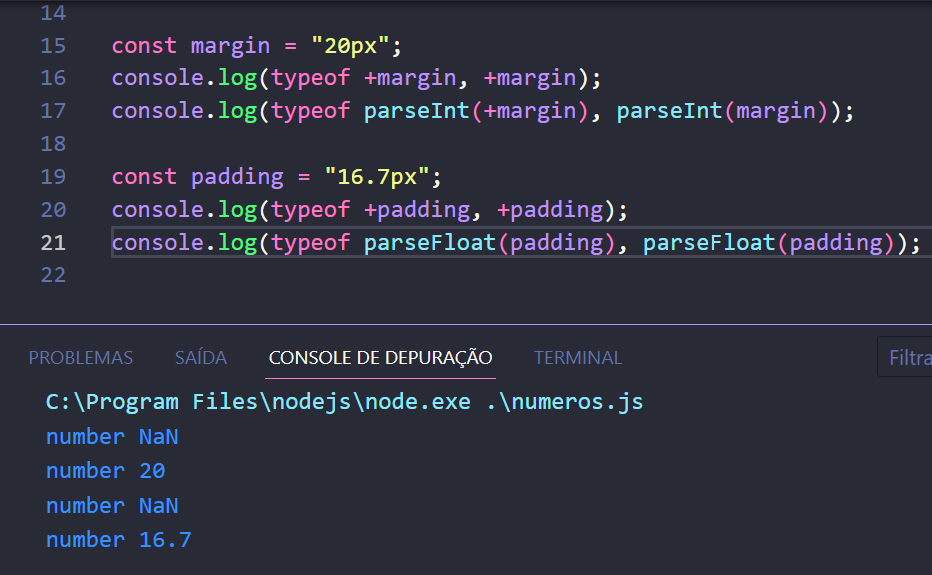 14
15 const margin = "20px";
16 console.log(typeof +margin, +margin);
17 console.log(typeof parseInt(+margin), parseInt(margin));
18
19 const padding = "16.7px";
20 console.log(typeof +padding, +padding);
21 console.log(typeof parseFloat(padding), parseFloat(padding));
22
PROBLEMAS SAÍDA CONSOLE DE DEPURAÇÃO TERMINAL Filtra
C:\Program Files\nodejs\node.exe .\numeros.js
number NaN
number 20
number NaN
number 16.7